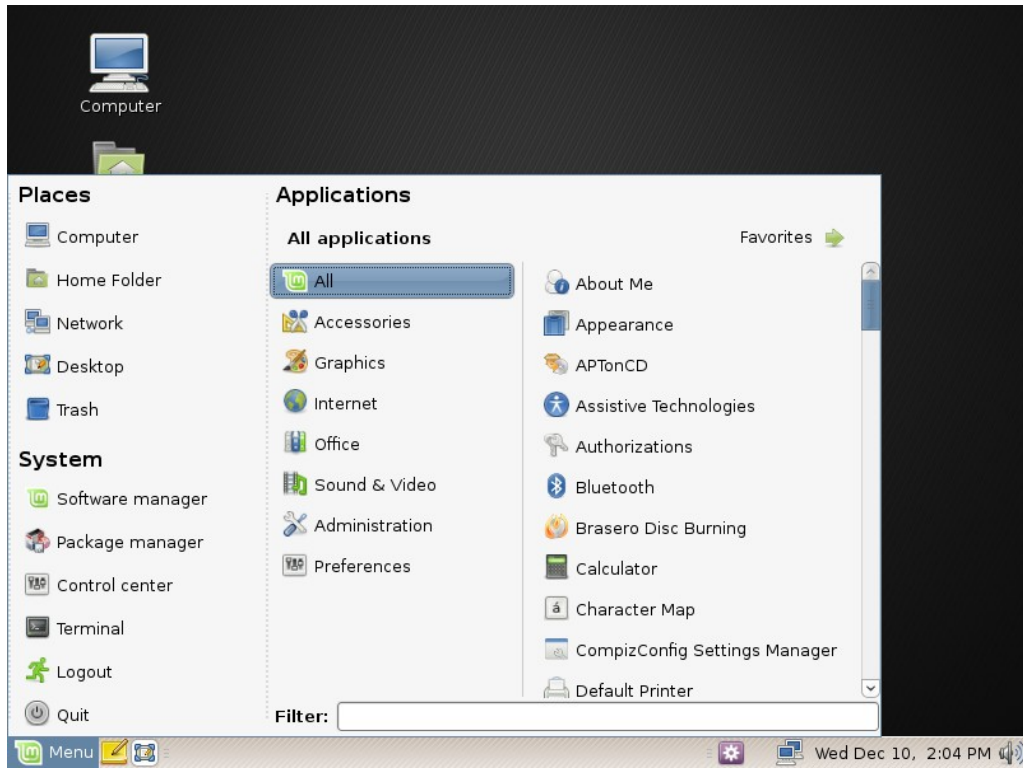 Computer
Places
Computer
Home Folder
Network
Desktop
Trash
System
Software manager
Package manager
Control center
Terminal
Logout
Quit
Applications
All applications
Favorites
All
Accessories
Graphics
Internet
Office
Sound & Video
Administration
Preferences
About Me
Appearance
APTonCD
Assistive Technologies
Authorizations
Bluetooth
Brasero Disc Burning
Calculator
á Character Map
CompizConfig Settings Manager
Default Printer
Filter:
Menu
Wed Dec 10, 2:04 PM